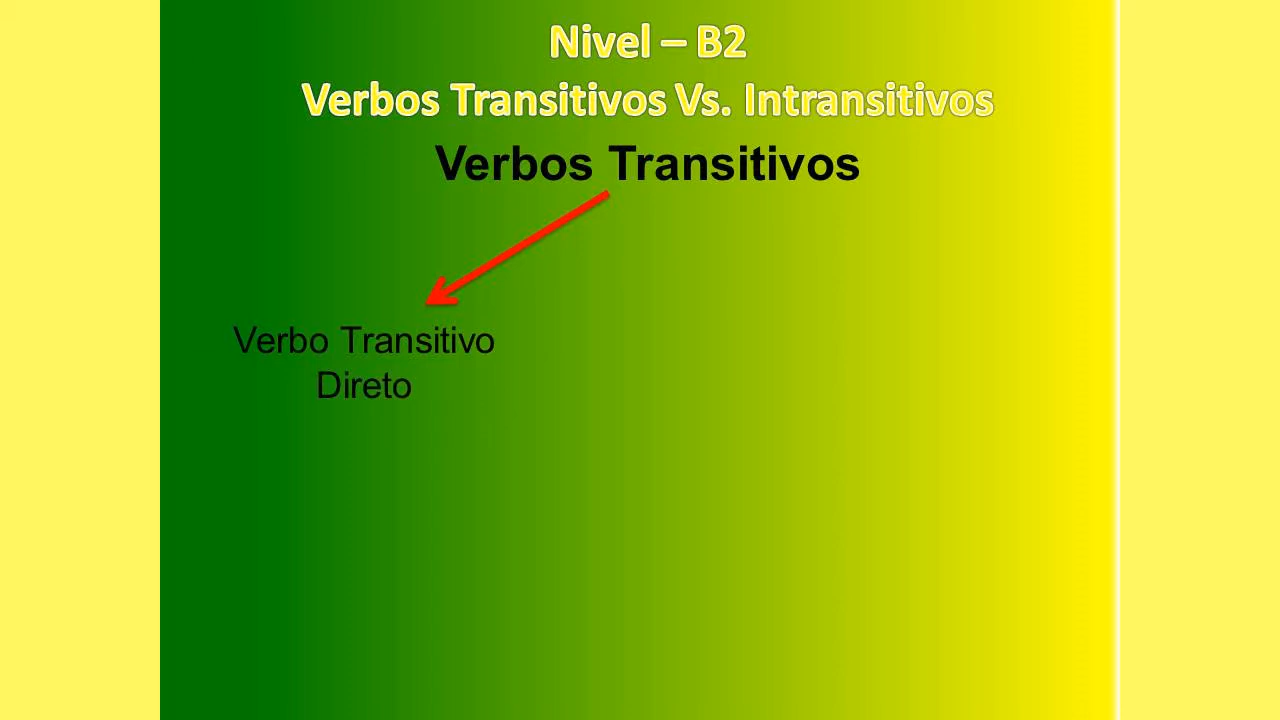 Nivel – B2
Verbos Transitivos Vs. Intransitivos
Verbos Transitivos
Verbo Transitivo
Direto